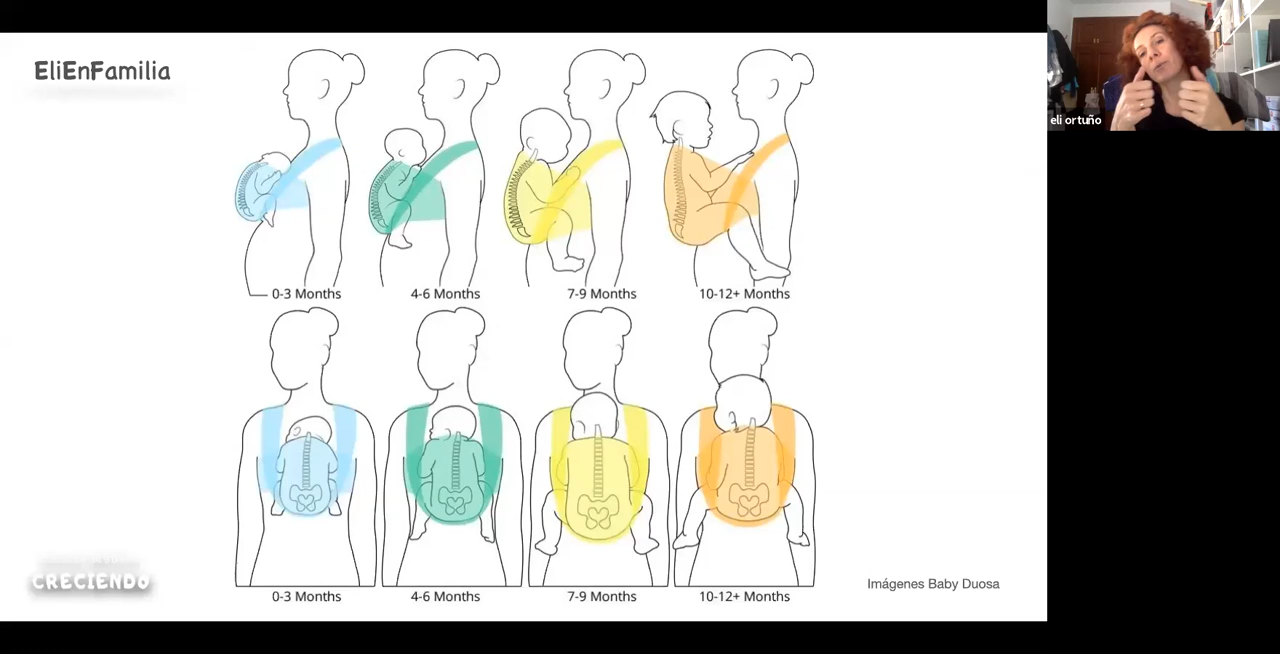 EliEnFamilia
eli ortuño
0-3 Months
4-6 Months
7-9 Months
10-12+ Months
CRECIENDO
Imágenes Baby Duosa
0-3 Months
4-6 Months
7-9 Months
10-12+ Months